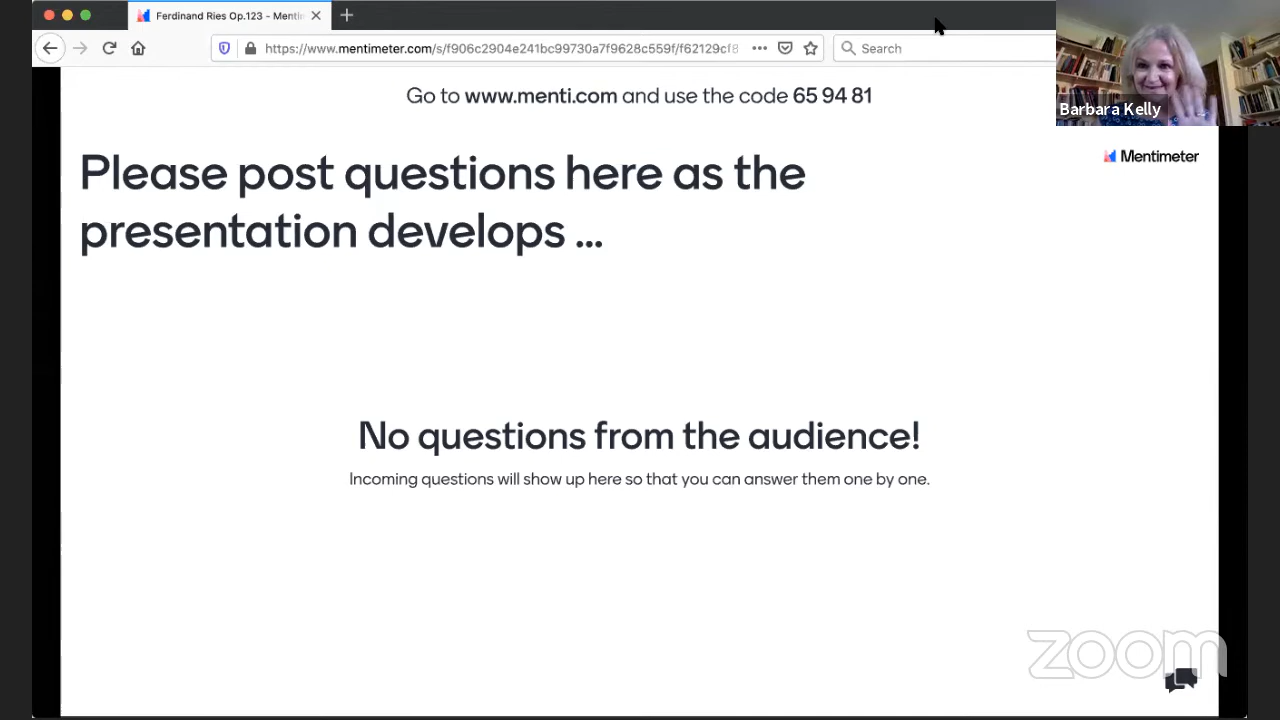 Ferdinand Ries Op.123 - Menti
https://www.mentimeter.com/s/f906c2904e241bc99730a7f9628c559f/f62129cf8
Search
Barbara Kelly
Go to www.menti.com and use the code 65 94 81
Mentimeter
Please post questions here as the
presentation develops ...
No questions from the audience!
Incoming questions will show up here so that you can answer them one by one.
zoom